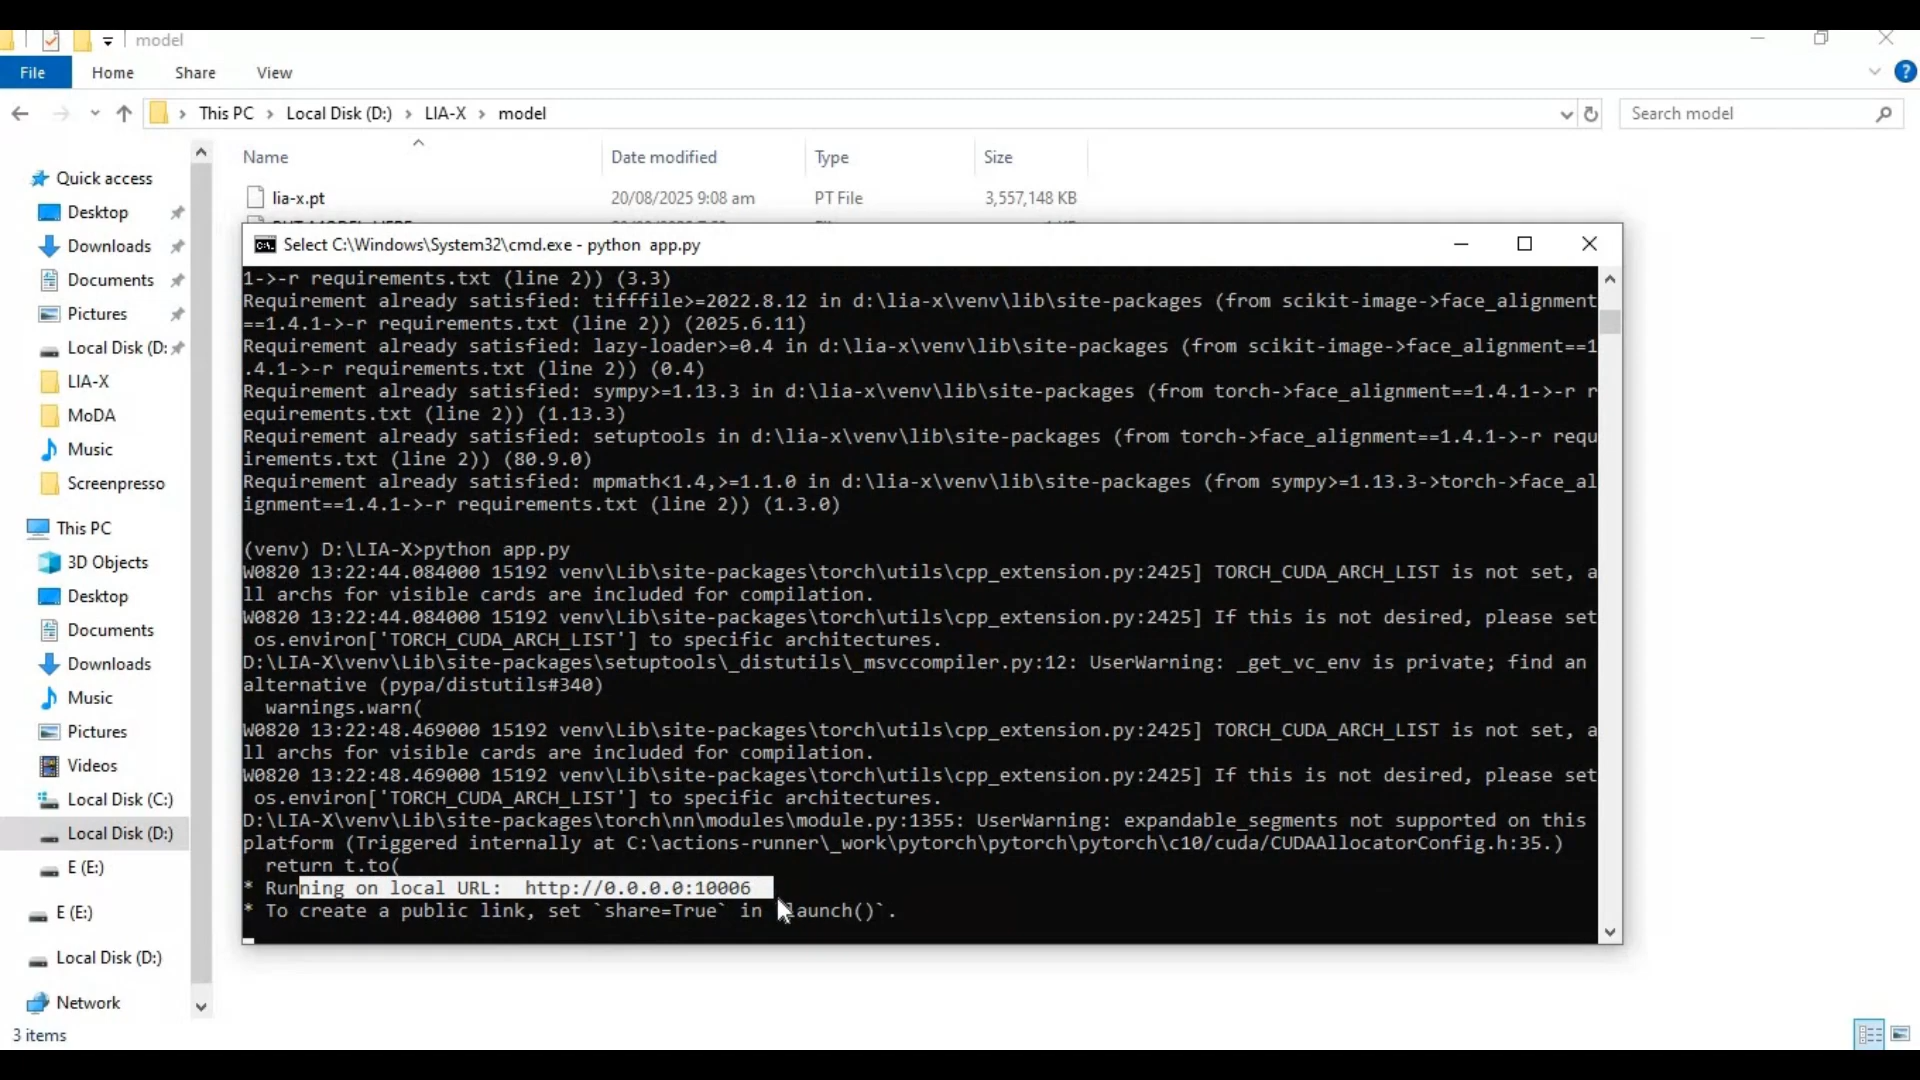 model
File Home Share View
This PC > Local Disk (D:) > LIA-X > model
Search model
Name Date modified Type Size
lia-x.pt 20/08/2025 9:08 am PT File 3,557,148 KB
Quick access
Desktop
Downloads
Documents
Pictures
Local Disk (D:
LIA-X
MoDA
Music
Screenpresso
This PC
3D Objects
Desktop
Documents
Downloads
Music
Pictures
Videos
Local Disk (C:)
Local Disk (D:)
E (E:)
E (E:)
Local Disk (D:)
Network
3 items
Select C:\Windows\System32\cmd.exe - python app.py
1->-r requirements.txt (line 2)) (3.3)
Requirement already satisfied: tifffile>=2022.8.12 in d:\lia-x\venv\lib\site-packages (from scikit-image->face_alignment
==1.4.1->-r requirements.txt (line 2)) (2025.6.11)
Requirement already satisfied: lazy-loader>=0.4 in d:\lia-x\venv\lib\site-packages (from scikit-image->face_alignment==1
.4.1->-r requirements.txt (line 2)) (0.4)
Requirement already satisfied: sympy>=1.13.3 in d:\lia-x\venv\lib\site-packages (from torch->face_alignment==1.4.1->-r r
equirements.txt (line 2)) (1.13.3)
Requirement already satisfied: setuptools in d:\lia-x\venv\lib\site-packages (from torch->face_alignment==1.4.1->-r requ
irements.txt (line 2)) (80.9.0)
Requirement already satisfied: mpmath<1.4,>=1.1.0 in d:\lia-x\venv\lib\site-packages (from sympy>=1.13.3->torch->face_al
ignment==1.4.1->-r requirements.txt (line 2)) (1.3.0)
(venv) D:\LIA-X>python app.py
W0820 13:22:44.084000 15192 venv\Lib\site-packages\torch\utils\cpp_extension.py:2425] TORCH_CUDA_ARCH_LIST is not set, a
ll archs for visible cards are included for compilation.
W0820 13:22:44.084000 15192 venv\Lib\site-packages\torch\utils\cpp_extension.py:2425] If this is not desired, please set
os.environ['TORCH_CUDA_ARCH_LIST'] to specific architectures.
D:\LIA-X\venv\Lib\site-packages\setuptools\_distutils\_msvccompiler.py:12: UserWarning: _get_vc_env is private; find an
alternative (pypa/distutils#340)
warnings.warn(
W0820 13:22:48.469000 15192 venv\Lib\site-packages\torch\utils\cpp_extension.py:2425] TORCH_CUDA_ARCH_LIST is not set, a
ll archs for visible cards are included for compilation.
W0820 13:22:48.469000 15192 venv\Lib\site-packages\torch\utils\cpp_extension.py:2425] If this is not desired, please set
os.environ['TORCH_CUDA_ARCH_LIST'] to specific architectures.
D:\LIA-X\venv\Lib\site-packages\torch\nn\modules\module.py:1355: UserWarning: expandable_segments not supported on this
platform (Triggered internally at C:\actions-runner\_work\pytorch\pytorch\pytorch\c10/cuda/CUDAAllocatorConfig.h:35.)
return t.to(
* Running on local URL: http://0.0.0.0:10006
* To create a public link, set `share=True` in `launch()`.